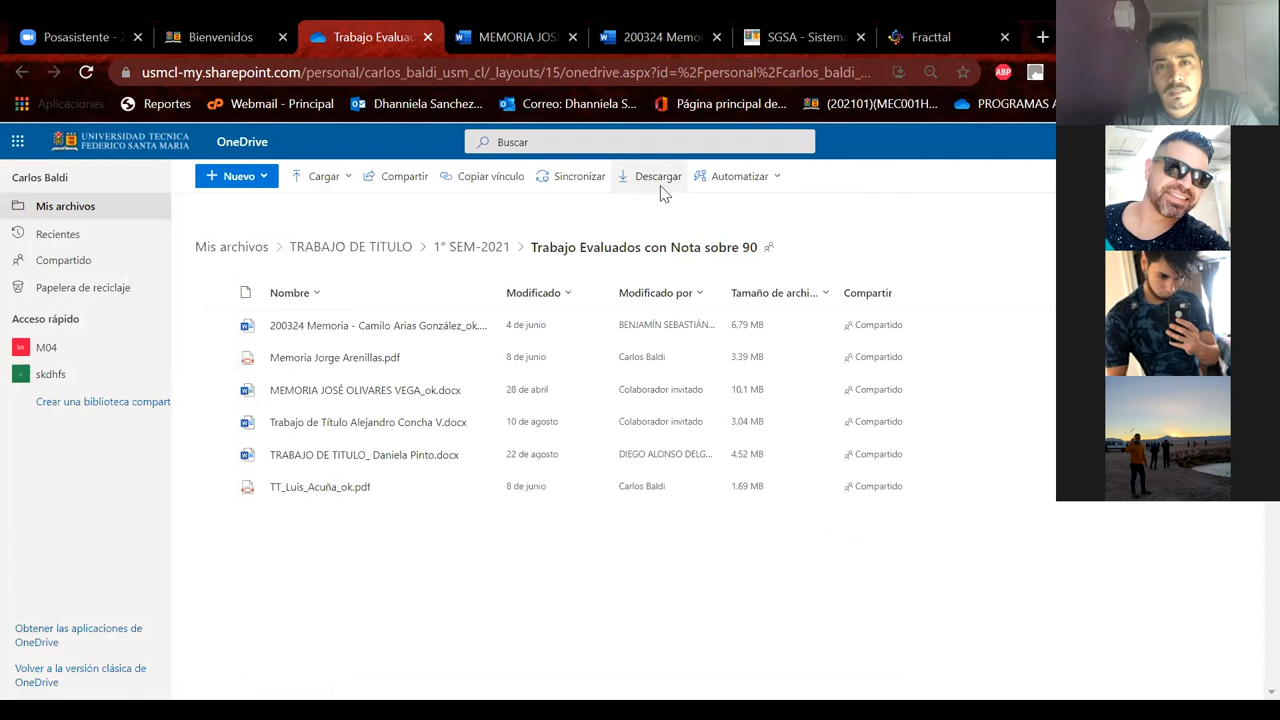 Posasistente -
Bienvenidos
Trabajo Evalua
MEMORIA JOS
200324 Memo
SGSA - Sistema
Fracttal
usmcl-my.sharepoint.com/personal/carlos_baldi_usm_cl/_layouts/15/onedrive.aspx?id=%2Fpersonal%2Fcarlos_baldi_...
ABP
Aplicaciones
Reportes
Webmail - Principal
Dhanniela Sanchez...
Correo: Dhanniela S...
Página principal de...
(202101)(MEC001H...
PROGRAMAS A
UNIVERSIDAD TECNICA
FEDERICO SANTA MARIA
OneDrive
Buscar
Carlos Baldi
Nuevo
Cargar
Compartir
Copiar vínculo
Sincronizar
Descargar
Automatizar
Mis archivos
Recientes
Compartido
Papelera de reciclaje
Acceso rápido
M04
skdhfs
Crear una biblioteca compart
Mis archivos > TRABAJO DE TITULO > 1° SEM-2021 > Trabajo Evaluados con Nota sobre 90
Nombre Modificado Modificado por Tamaño de archi... Compartir
200324 Memoria - Camilo Arias González_ok.... 4 de junio BENJAMÍN SEBASTIÁN... 6,79 MB Compartido
Memoria Jorge Arenillas.pdf 8 de junio Carlos Baldi 3.39 MB Compartido
MEMORIA JOSÉ OLIVARES VEGA_ok.docx 28 de abril Colaborador invitado 10,1 MB Compartido
Trabajo de Título Alejandro Concha V.docx 10 de agosto Colaborador invitado 3,04 MB Compartido
TRABAJO DE TITULO_ Daniela Pinto.docx 22 de agosto DIEGO ALONSO DELG... 4.52 MB Compartido
TT_Luis_Acuña_ok.pdf 8 de junio Carlos Baldi 1.69 MB Compartido
Obtener las aplicaciones de
OneDrive
Volver a la versión clásica de
OneDrive